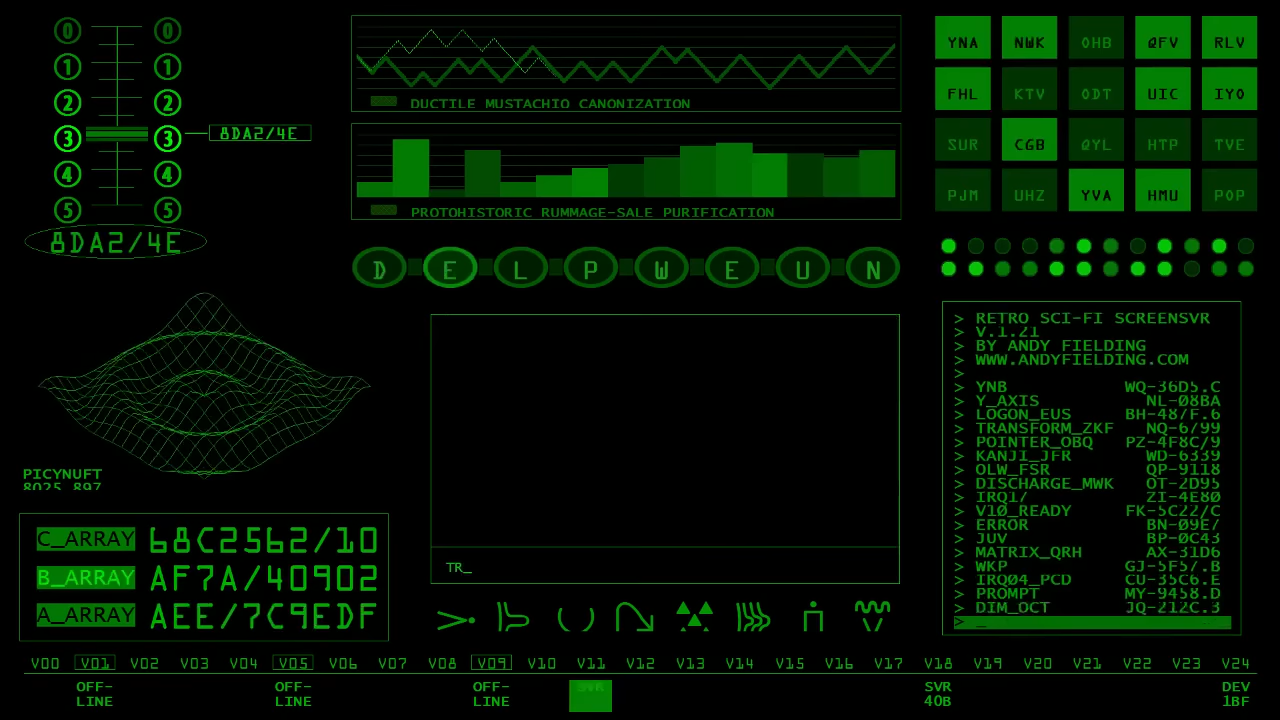 0 0
1 1
2 2
3 3 8DA2/4E
4 4
5 5
8DA2/4E
DUCTILE MUSTACHIO CANONIZATION
PROTOHISTORIC RUMMAGE-SALE PURIFICATION
D E L P W E U N
YNA NWK OHB QFV RLV
FHL KTV ODT UIC IYO
SUR CGB QYL HTP TVE
PJM UHZ YVA HMU POP
PICYNUFT
8025 897
C_ARRAY 68C2562/10
B_ARRAY AF7A/40902
A_ARRAY AEE/7C9EDF
TR_
> RETRO SCI-FI SCREENSVR
> V.1.21
> BY ANDY FIELDING
> WWW.ANDYFIELDING.COM
>
> YNB WQ-36D5.C
> Y_AXIS NL-08BA
> LOGON_EUS BH-487F.6
> TRANSFORM_ZKF NQ-6799
> POINTER_OBQ PZ-4F8C/9
> KANJI_JFR WD-6339
> OLW_FSR QP-9118
> DISCHARGE_MWK OT-2D95
> IRQ17 ZI-4E80
> V10_READY FK-5C22/C
> ERROR BN-09E7
> JUV BP-0C43
> MATRIX_QRH AX-31D6
> WKP GJ-5F57.B
> IRQ04_PCD CU-35C6.E
> PROMPT MY-9458.D
> DIM_OCT JQ-212C.3
> _
V00 V01 V02 V03 V04 V05 V06 V07 V08 V09 V10 V11 V12 V13 V14 V15 V16 V17 V18 V19 V20 V21 V22 V23 V24
OFF-LINE OFF-LINE OFF-LINE SVR 40B DEV 1BF